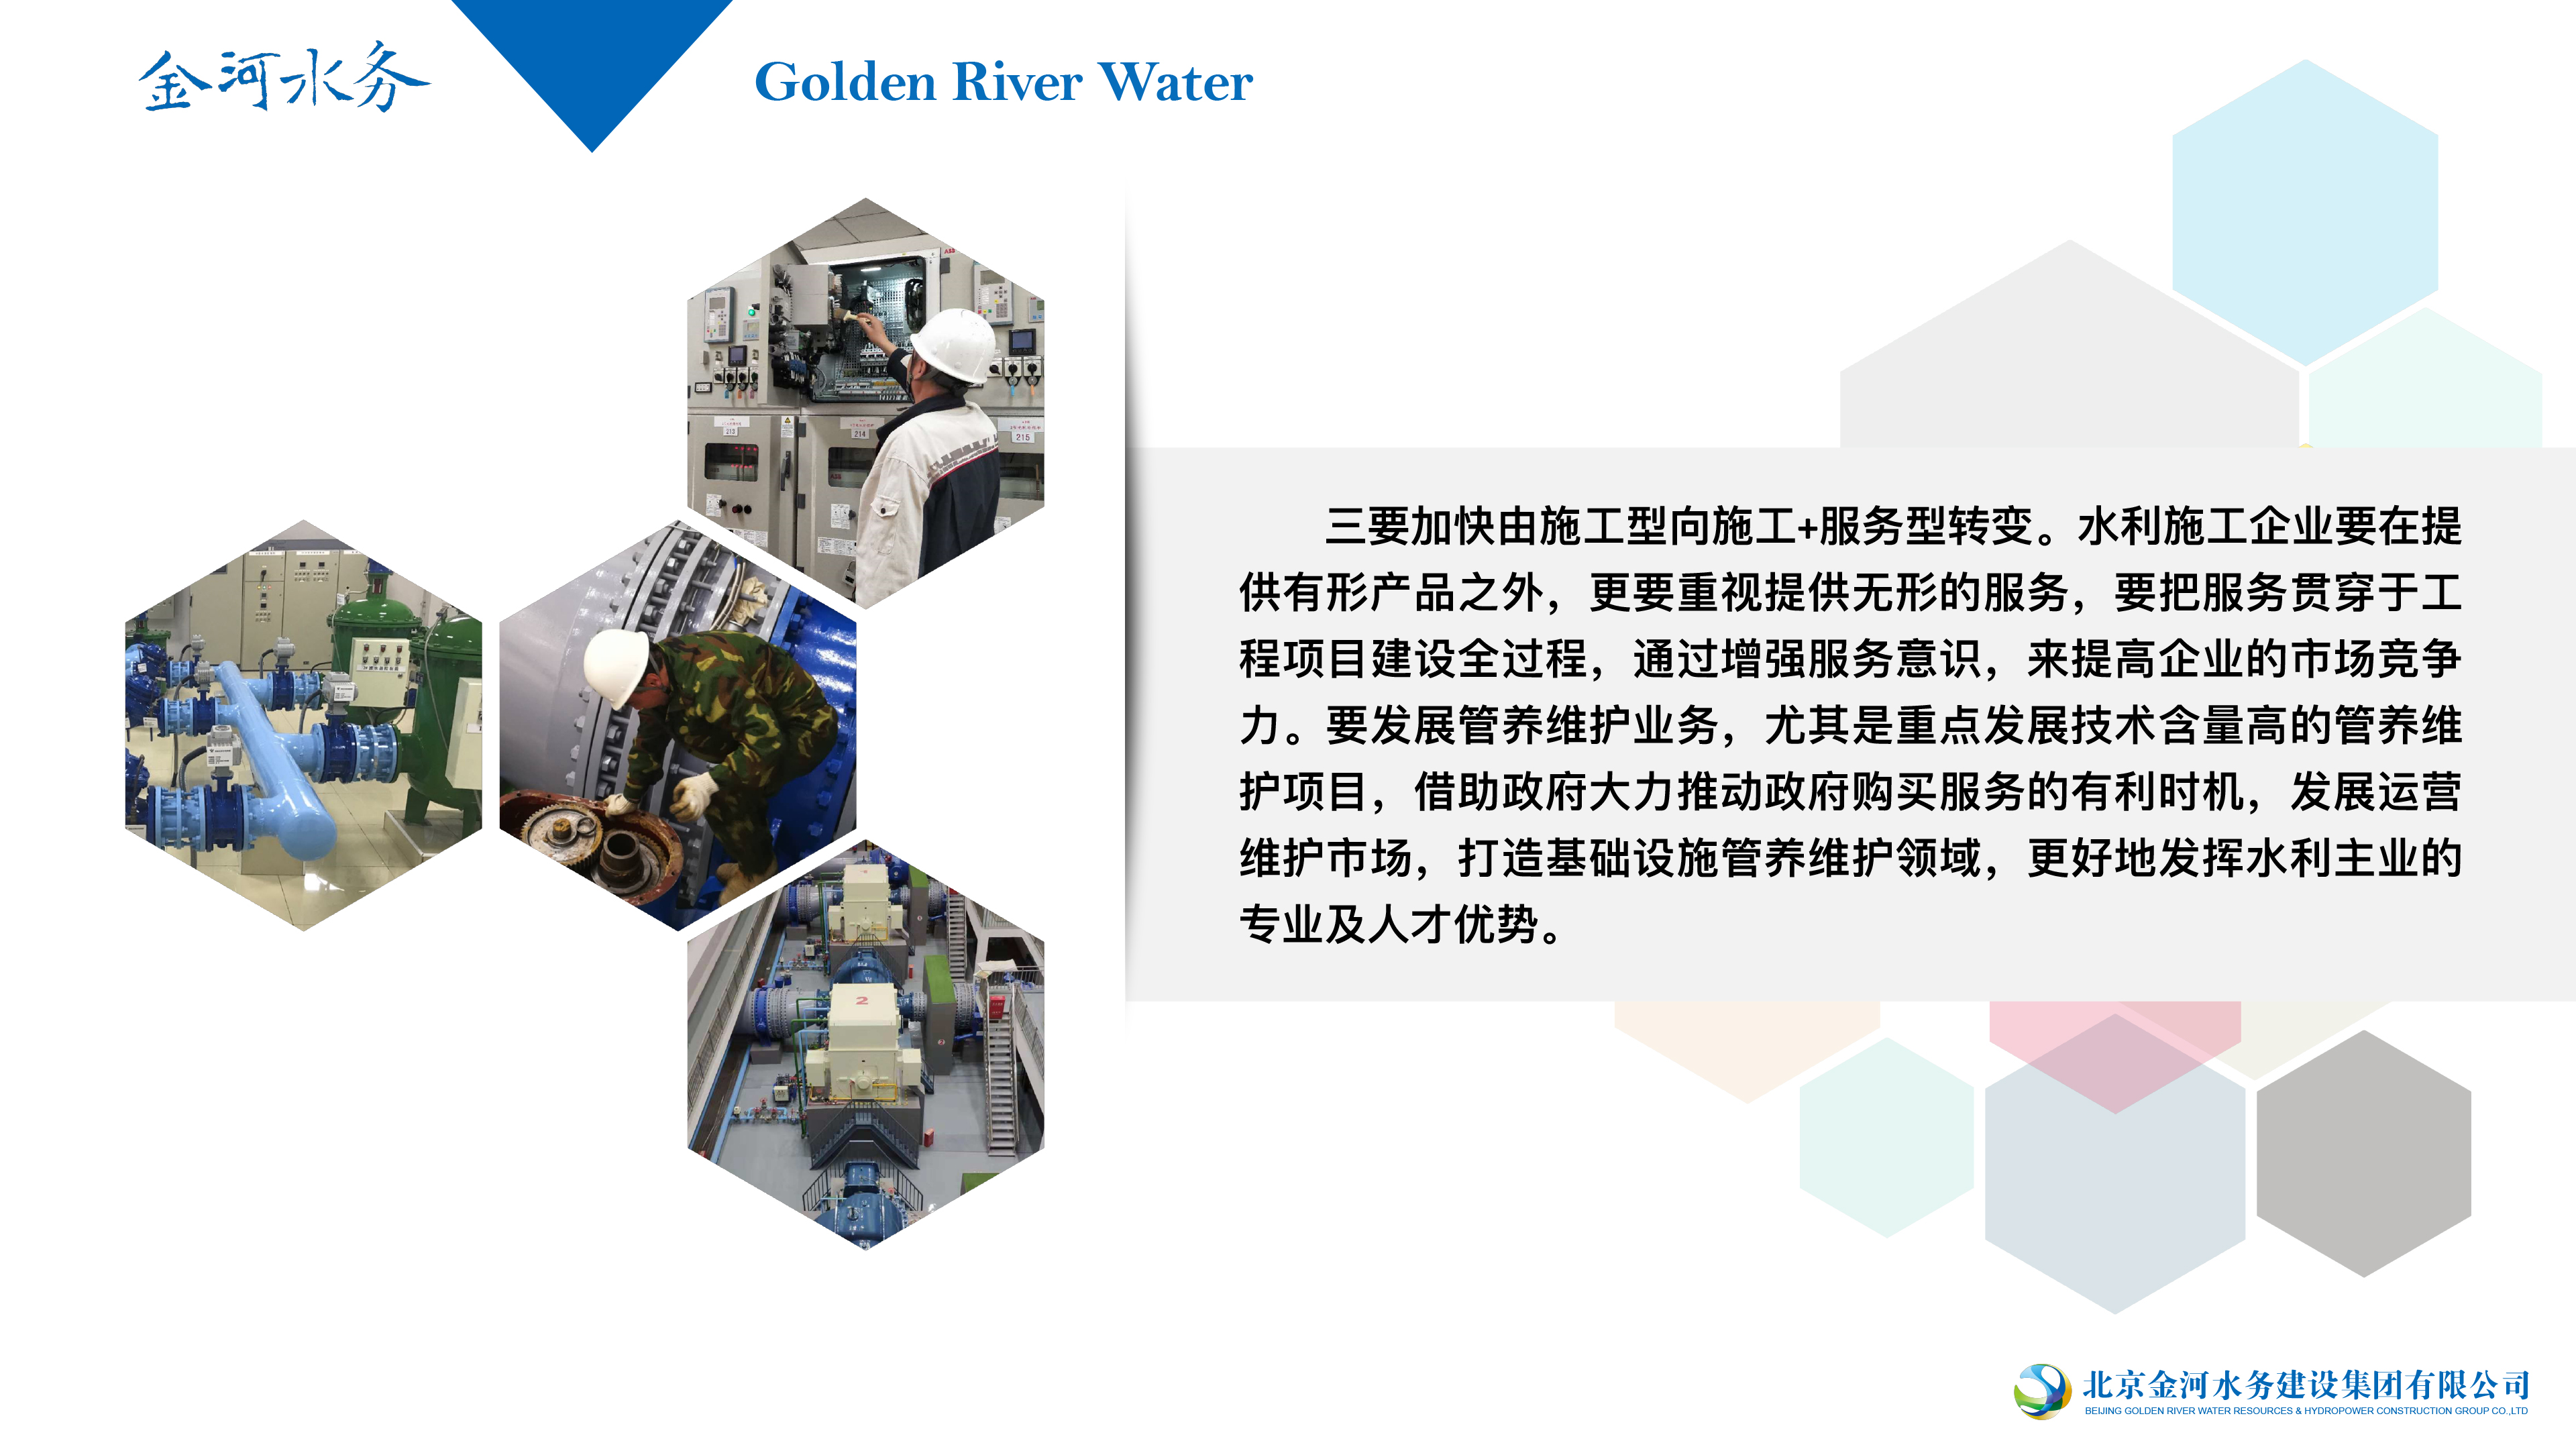 金河水务
Golden River Water
213
214
215
2
三要加快由施工型向施工+服务型转变。水利施工企业要在提
供有形产品之外，更要重视提供无形的服务，要把服务贯穿于工
程项目建设全过程，通过增强服务意识，来提高企业的市场竞争
力。要发展管养维护业务，尤其是重点发展技术含量高的管养维
护项目，借助政府大力推动政府购买服务的有利时机，发展运营
维护市场，打造基础设施管养维护领域，更好地发挥水利主业的
专业及人才优势。
北京金河水务建设集团有限公司
BEIJING GOLDEN RIVER WATER RESOURCES & HYDROPOWER CONSTRUCTION GROUP CO.,LTD